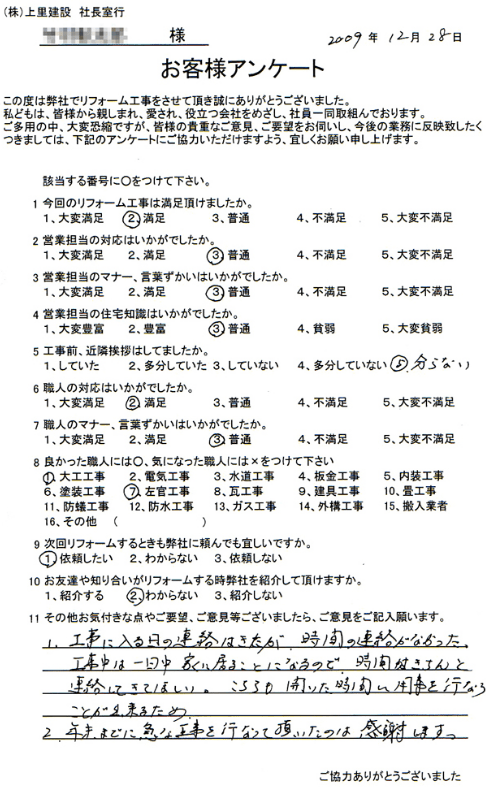 (株)上里建設 社長室行
様
2009年 12月 28日
お客様アンケート
この度は弊社でリフォーム工事をさせて頂き誠にありがとうございました。
私どもは、皆様から親しまれ、愛され、役立つ会社をめざし、社員一同取組んでおります。
ご多用の中、大変恐縮ですが、皆様の貴重なご意見、ご要望をお伺いし、今後の業務に反映致したく
つきましては、下記のアンケートにご協力いただけますよう、宜しくお願い申し上げます。
該当する番号に○をつけて下さい。
1 今回のリフォーム工事は満足頂けましたか。
1、大変満足 2、満足 3、普通 4、不満足 5、大変不満足
2 営業担当の対応はいかがでしたか。
1、大変満足 2、満足 3、普通 4、不満足 5、大変不満足
3 営業担当のマナー、言葉ずかいはいかがでしたか。
1、大変満足 2、満足 3、普通 4、不満足 5、大変不満足
4 営業担当の住宅知識はいかがでしたか。
1、大変豊富 2、豊富 3、普通 4、貧弱 5、大変貧弱
5 工事前、近隣挨拶はしてましたか。
1、していた 2、多分していた 3、していない 4、多分していない ⑤、分らない
6 職人の対応はいかがでしたか。
1、大変満足 2、満足 3、普通 4、不満足 5、大変不満足
7 職人のマナー、言葉ずかいはいかがでしたか。
1、大変満足 2、満足 3、普通 4、不満足 5、大変不満足
8 良かった職人には○、気になった職人には×をつけて下さい
1、大工工事 2、電気工事 3、水道工事 4、板金工事 5、内装工事
6、塗装工事 7、左官工事 8、瓦工事 9、建具工事 10、畳工事
11、防蟻工事 12、防水工事 13、ガス工事 14、外構工事 15、搬入業者
16、その他 ( )
9 次回リフォームするときも弊社に頼んでも宜しいですか。
1、依頼したい 2、わからない 3、依頼しない
10 お友達や知り合いがリフォームする時弊社を紹介して頂けますか。
1、紹介する 2、わからない 3、紹介しない
11 その他お気付きな点やご要望、ご意見等ございましたら、ご意見をご記入願います。
1. 工事に入る日の連絡はきたが、時間の連絡がなかった。
工事中は一日中家に居ることになるので、時間はきちんと
連絡してきてほしい。こちらも開いた時間に用事を行なう
ことが出来るため
2. 年末までに急な工事を行なって頂いたのは感謝します。
ご協力ありがとうございました